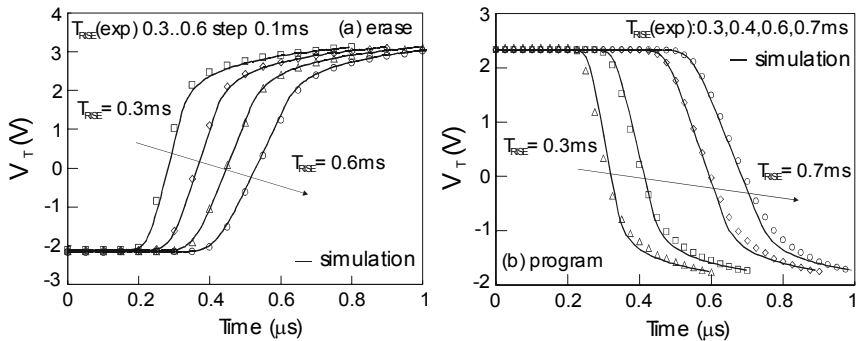 T_RISE(exp) 0.3..0.6 step 0.1ms
(a) erase
T_RISE= 0.3ms
T_RISE= 0.6ms
— simulation
V_T (V)
4
3
2
1
0
-1
-2
-3
0
0.2
0.4
0.6
0.8
1
Time (μs)
T_RISE(exp):0.3,0.4,0.6,0.7ms
— simulation
T_RISE= 0.3ms
T_RISE= 0.7ms
(b) program
V_T (V)
3
2
1
0
-1
-2
0
0.2
0.4
0.6
0.8
1
Time (μs)